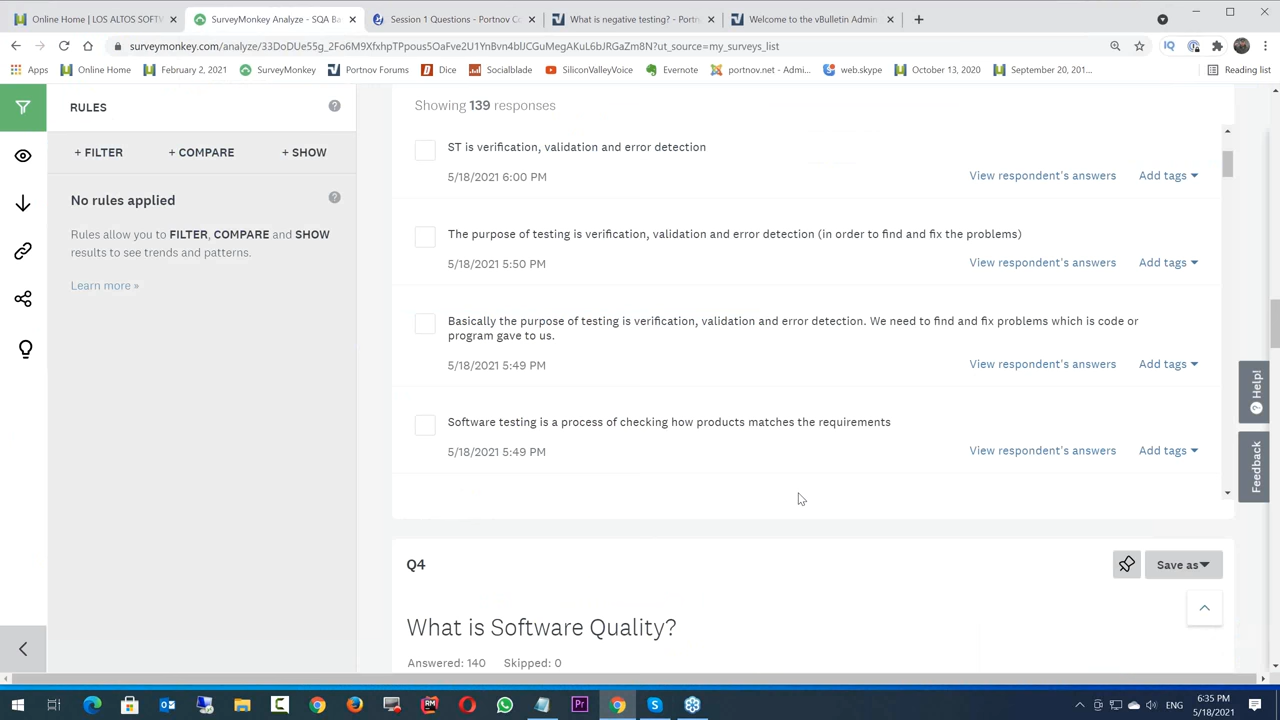 Online Home | LOS ALTOS SOFTW
SurveyMonkey Analyze - SQA Ba
Session 1 Questions - Portnov Co
What is negative testing? - Portn
Welcome to the vBulletin Admin
surveymonkey.com/analyze/33DoDUe55g_2Fo6M9XfxhpTPpous5OaFve2U1YnEmn4bUCGuMegAKuL6bJRGaZm8N?ut_source=my_surveys_list
Apps
Online Home
February 2, 2021
SurveyMonkey
Portnov Forums
Dice
Socialblade
SiliconValleyVoice
Evernote
portnov.net - Admi...
web.skype
October 13, 2020
September 20, 201...
Reading list
RULES
+ FILTER
+ COMPARE
+ SHOW
No rules applied
Rules allow you to FILTER, COMPARE and SHOW
results to see trends and patterns.
Learn more »
Showing 139 responses
ST is verification, validation and error detection
5/18/2021 6:00 PM
View respondent's answers
Add tags
The purpose of testing is verification, validation and error detection (in order to find and fix the problems)
5/18/2021 5:50 PM
View respondent's answers
Add tags
Basically the purpose of testing is verification, validation and error detection. We need to find and fix problems which is code or
program gave to us.
5/18/2021 5:49 PM
View respondent's answers
Add tags
Software testing is a process of checking how products matches the requirements
5/18/2021 5:49 PM
View respondent's answers
Add tags
Help!
Feedback
Q4
Save as
What is Software Quality?
Answered: 140 Skipped: 0
ENG
6:35 PM
5/18/2021